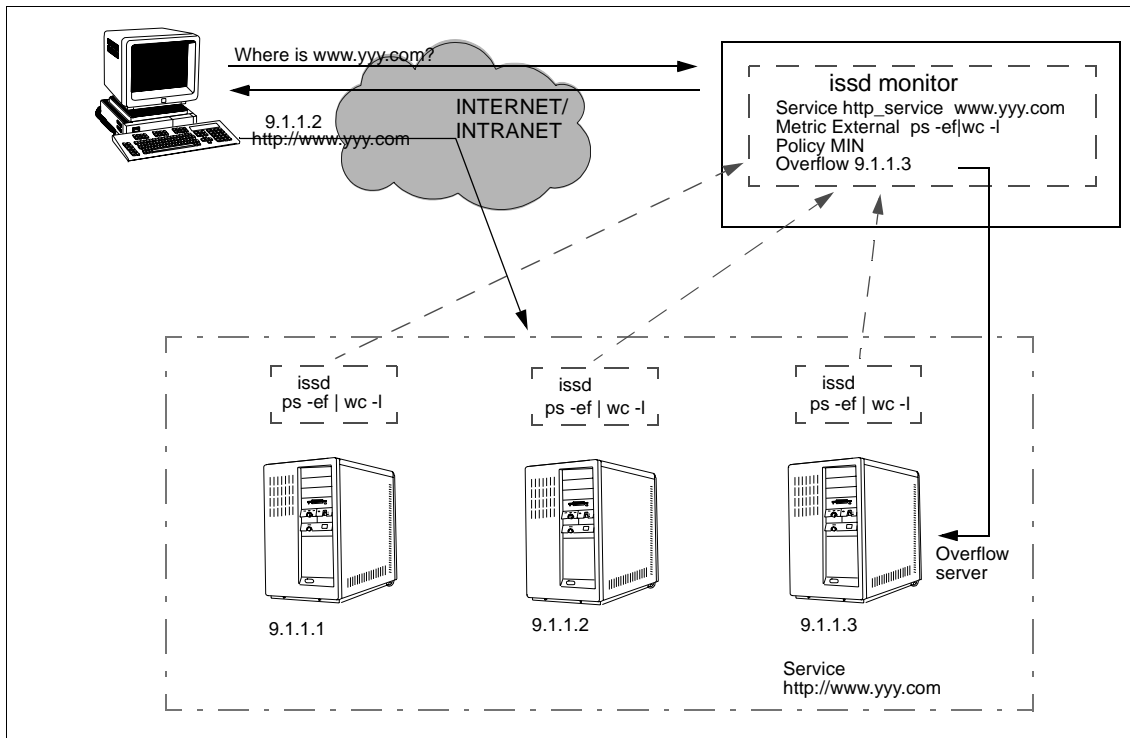 Where is www.yyy.com?
9.1.1.2
http://www.yyy.com
INTERNET/
INTRANET
issd monitor
Service http_service www.yyy.com
Metric External ps -ef|wc -l
Policy MIN
Overflow 9.1.1.3
issd
ps -ef | wc -l
issd
ps -ef | wc -l
issd
ps -ef | wc -l
Overflow
server
9.1.1.1
9.1.1.2
9.1.1.3
Service
http://www.yyy.com